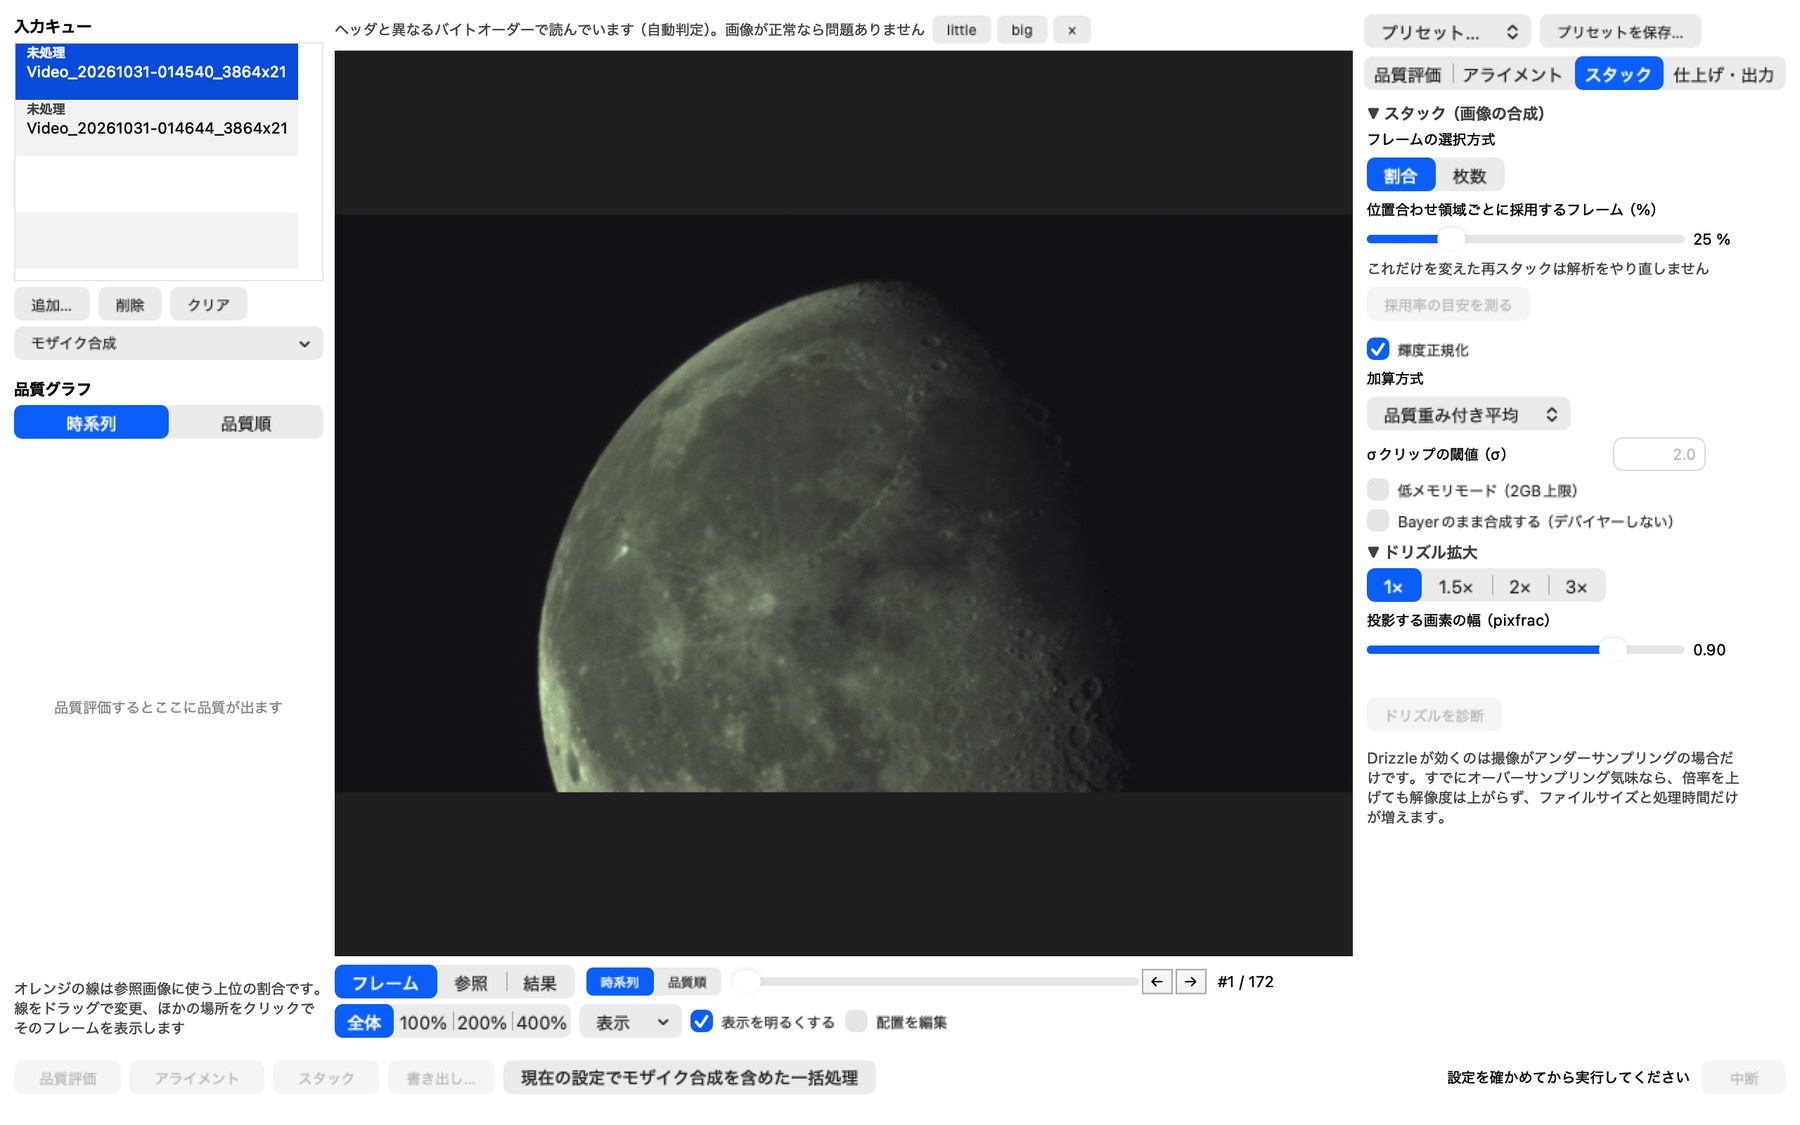 入力キュー
未処理
Video_20261031-014540_3864x21
未処理
Video_20261031-014644_3864x21
追加...
削除
クリア
モザイク合成
品質グラフ
時系列
品質順
品質評価するとここに品質が出ます
オレンジの線は参照画像に使う上位の割合です。
線をドラッグで変更、ほかの場所をクリックで
そのフレームを表示します
ヘッダと異なるバイトオーダーで読んでいます（自動判定）。画像が正常なら問題ありません
little
big
×
フレーム
参照
結果
時系列
品質順
←
→
#1 / 172
全体
100%
200%
400%
表示
表示を明るくする
配置を編集
プリセット...
プリセットを保存...
品質評価
アライメント
スタック
仕上げ・出力
▼ スタック（画像の合成）
フレームの選択方式
割合
枚数
位置合わせ領域ごとに採用するフレーム（%）
25 %
これだけを変えた再スタックは解析をやり直しません
採用率の目安を測る
輝度正規化
加算方式
品質重み付き平均
σクリップの閾値（σ）
2.0
低メモリモード（2GB上限）
Bayerのまま合成する（デバイヤーしない）
▼ ドリズル拡大
1×
1.5×
2×
3×
投影する画素の幅（pixfrac）
0.90
ドリズルを診断
Drizzleが効くのは撮像がアンダーサンプリングの場合だ
けです。すでにオーバーサンプリング気味なら、倍率を上
げても解像度は上がらず、ファイルサイズと処理時間だけ
が増えます。
品質評価
アライメント
スタック
書き出し...
現在の設定でモザイク合成を含めた一括処理
設定を確かめてから実行してください
中断